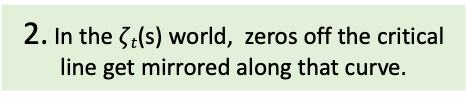 2. In the ζₜ(s) world, zeros off the critical
line get mirrored along that curve.